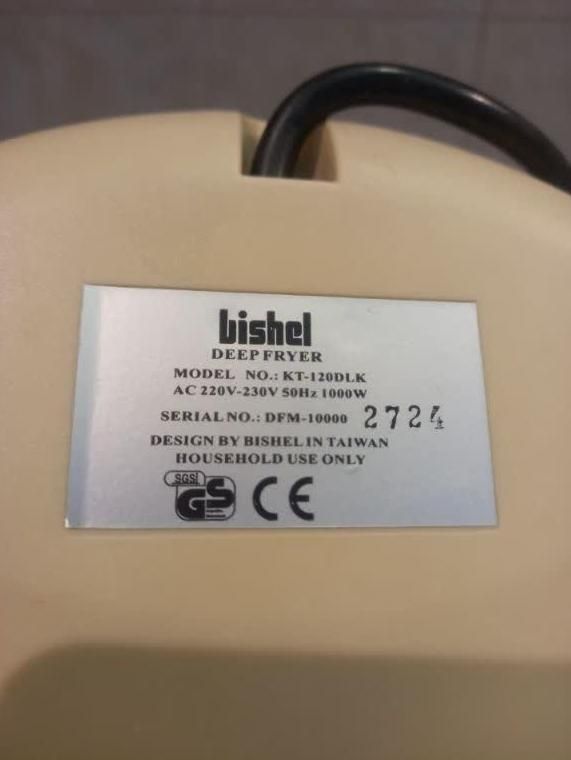 bishel
DEEP FRYER
MODEL NO.: KT-120DLK
AC 220V-230V 50Hz 1000W
SERIAL NO.: DFM-10000 2724
DESIGN BY BISHEL IN TAIWAN
HOUSEHOLD USE ONLY
SGS
GS CE